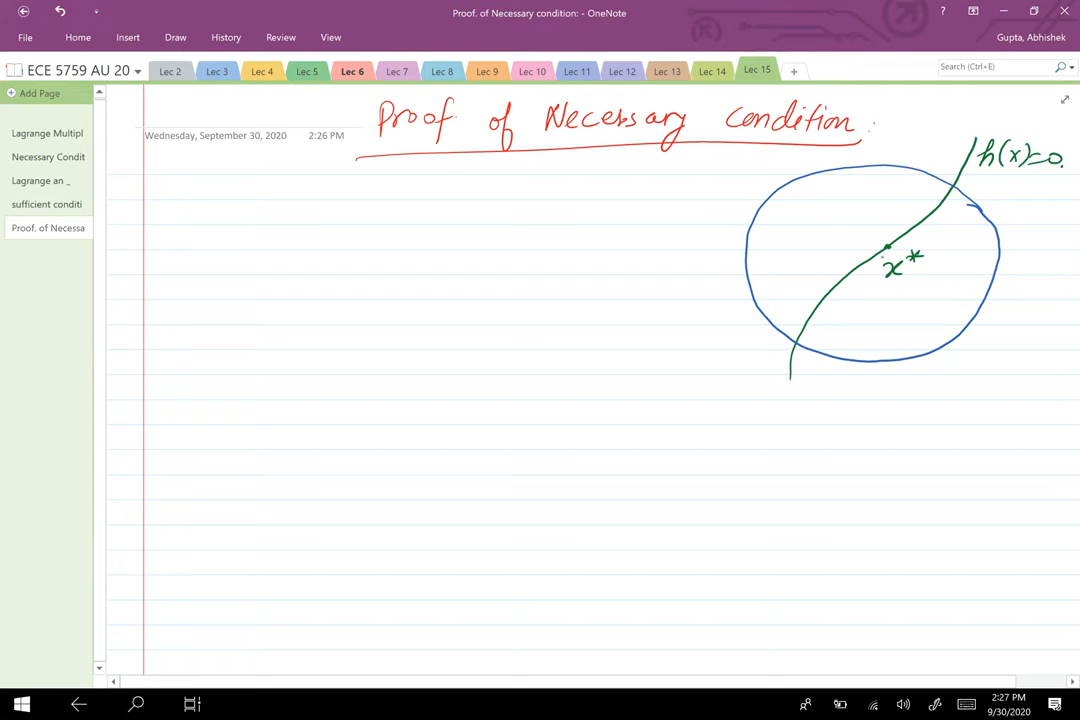 Proof. of Necessary condition: - OneNote
?
File
Home
Insert
Draw
History
Review
View
Gupta, Abhishek
ECE 5759 AU 20
Lec 2
Lec 3
Lec 4
Lec 5
Lec 6
Lec 7
Lec 8
Lec 9
Lec 10
Lec 11
Lec 12
Lec 13
Lec 14
Lec 15
+
Search (Ctrl+E)
Add Page
Lagrange Multipl
Necessary Condit
Lagrange an _
sufficient conditi
Proof. of Necessa
Wednesday, September 30, 2020 2:26 PM
Proof. of Necessary condition:
h(x)=0.
x*
2:27 PM
9/30/2020